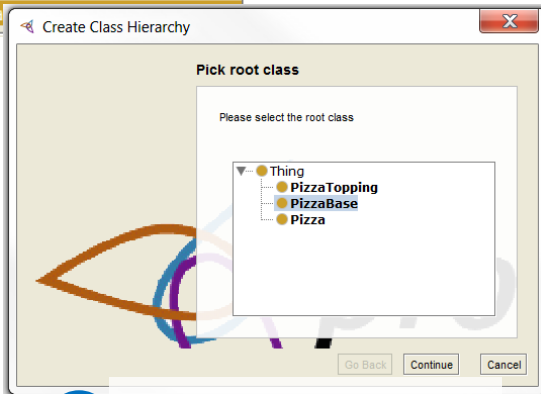 Create Class Hierarchy
Pick root class
Please select the root class
Thing
PizzaTopping
PizzaBase
Pizza
pro
Go Back Continue Cancel